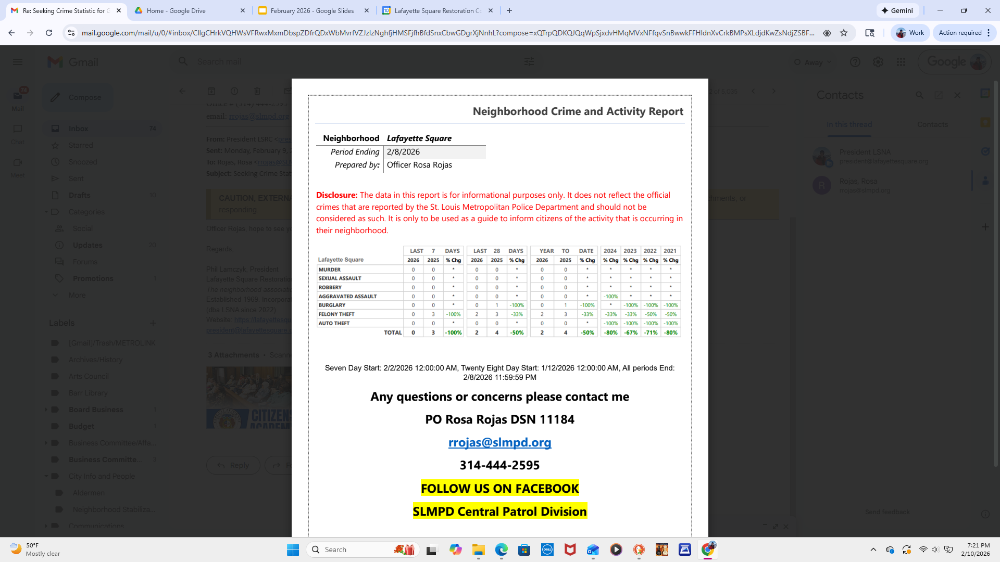 Re: Seeking Crime Statistic for G
Home - Google Drive
February 2026 - Google Slides
Lafayette Square Restoration Co
Gemini
mail.google.com/mail/u/0/#inbox/
Work
Action required
Gmail
Search mail
Away
Google
74
Mail
Chat
Meet
Compose
Inbox 74
Starred
Snoozed
Sent
Drafts 10
Categories
Social
Updates 20
Forums
Promotions 1
More
Labels
[Gmail]/Trash/METROLINK
Archives/History
Arts Council
Barr Library
Board Business 1
Budget 1
Business Committee/Affa...
Business Committe... 3
City Info and People
Aldermen
Neighborhood Stabiliza...
Communications
Office # (314) 444-2595
email: rrojas@slmpd.org
From: President LSRC <pres
Sent: Monday, February 9, 2
To: Rojas, Rosa <rrojas@SLM
Subject: Seeking Crime Stat
CAUTION, EXTERNA
responding.
chments, or
Officer Rojas, hope to see yo
Regards,
Phil Lamczyk, President
Lafayette Square Restoration
The neighborhood associatio
Established 1969. Incorporat
(dba LSNA since 2022)
Website: https://lafayettesqu
president@lafayettesquare.o
3 Attachments • Scanne
CITIZENS
ACADEM
Reply
Fo
2 of 5,035
Neighborhood Crime and Activity Report
Neighborhood Lafayette Square
Period Ending 2/8/2026
Prepared by: Officer Rosa Rojas
Disclosure: The data in this report is for informational purposes only. It does not reflect the official
crimes that are reported by the St. Louis Metropolitan Police Department and should not be
considered as such. It is only to be used as a guide to inform citizens of the activity that is occurring in
their neighborhood.
LAST 7 DAYS LAST 28 DAYS YEAR TO DATE 2024 2023 2022 2021
Lafayette Square 2026 2025 % Chg 2026 2025 % Chg 2026 2025 % Chg % Chg % Chg % Chg % Chg
MURDER 0 0 * 0 0 * 0 0 * * * * *
SEXUAL ASSAULT 0 0 * 0 0 * 0 0 * * * * *
ROBBERY 0 0 * 0 0 * 0 0 * * * * *
AGGRAVATED ASSAULT 0 0 * 0 0 * 0 0 * -100% * * *
BURGLARY 0 0 * 0 1 -100% 0 1 -100% * -100% -100% -100%
FELONY THEFT 0 3 -100% 2 3 -33% 2 3 -33% -33% -33% -50% -50%
AUTO THEFT 0 0 * 0 0 * 0 0 * -100% -100% -100% -100%
TOTAL 0 3 -100% 2 4 -50% 2 4 -50% -80% -67% -71% -80%
Seven Day Start: 2/2/2026 12:00:00 AM, Twenty Eight Day Start: 1/12/2026 12:00:00 AM, All periods End:
2/8/2026 11:59:59 PM
Any questions or concerns please contact me
PO Rosa Rojas DSN 11184
rrojas@slmpd.org
314-444-2595
FOLLOW US ON FACEBOOK
SLMPD Central Patrol Division
Contacts
In this thread
Contacts
President LSNA
president@lafayettesquare.org
R
Rojas, Rosa
rrojas@slmpd.org
Send feedback
50°F
Mostly clear
Search
DELL
7:21 PM
2/10/2026